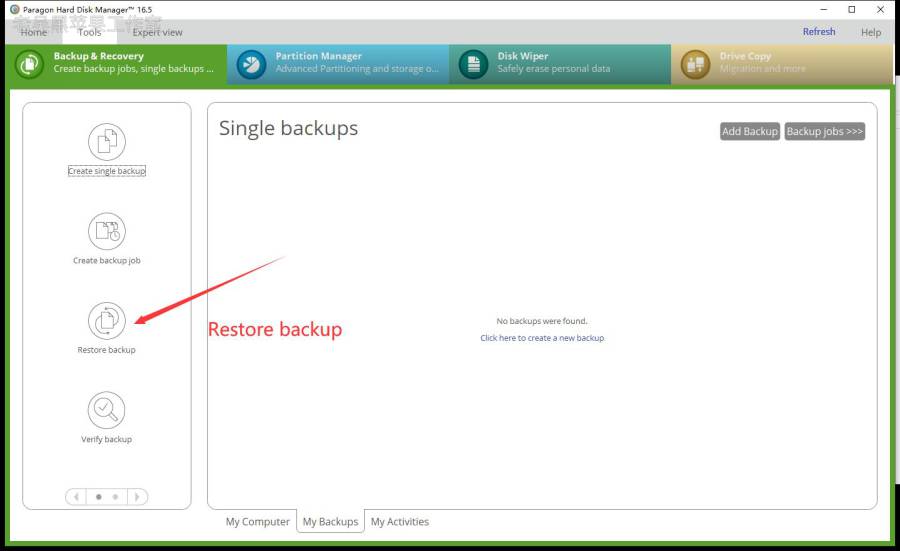 Paragon Hard Disk Manager™ 16.5
Home Tools Expert view Refresh Help
Backup & Recovery
Create backup jobs, single backups ...
Partition Manager
Advanced Partitioning and storage o...
Disk Wiper
Safely erase personal data
Drive Copy
Migration and more
Create single backup
Create backup job
Restore backup
Verify backup
Single backups
Add Backup Backup jobs >>>
Restore backup
No backups were found.
Click here to create a new backup
My Computer My Backups My Activities